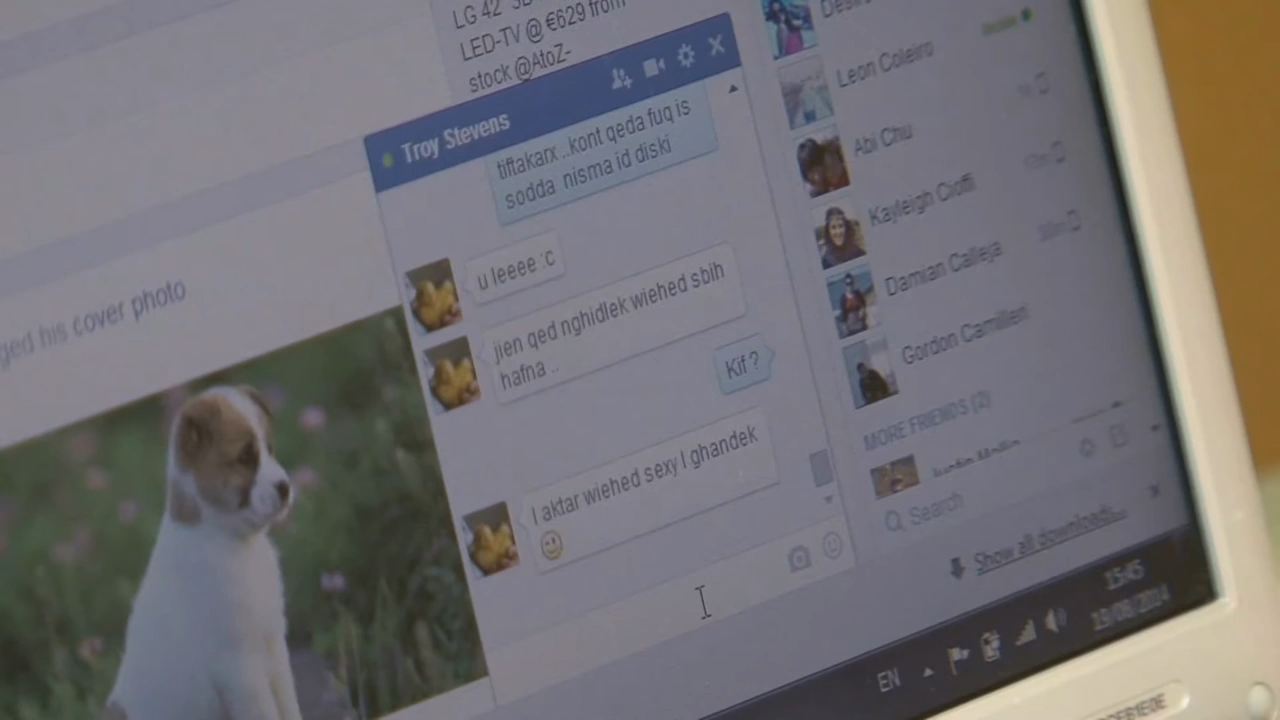 LG 42" 3D
LED-TV @ €629 from
stock @AtoZ-
Troy Stevens
tiftakarx ..kont qeda fuq is
sodda nisma id diski
u leeee :c
jien qed nghidlek wiehed sbih
hafna ..
Kif ?
l aktar wiehed sexy l ghandek
ged his cover photo
Leon Coleiro
Abi Chu
Kayleigh Cioffi
Damian Calleja
Gordon Camilleri
MORE FRIENDS (2)
Search
Show all downloads...
EN
15:45
19/06/2014